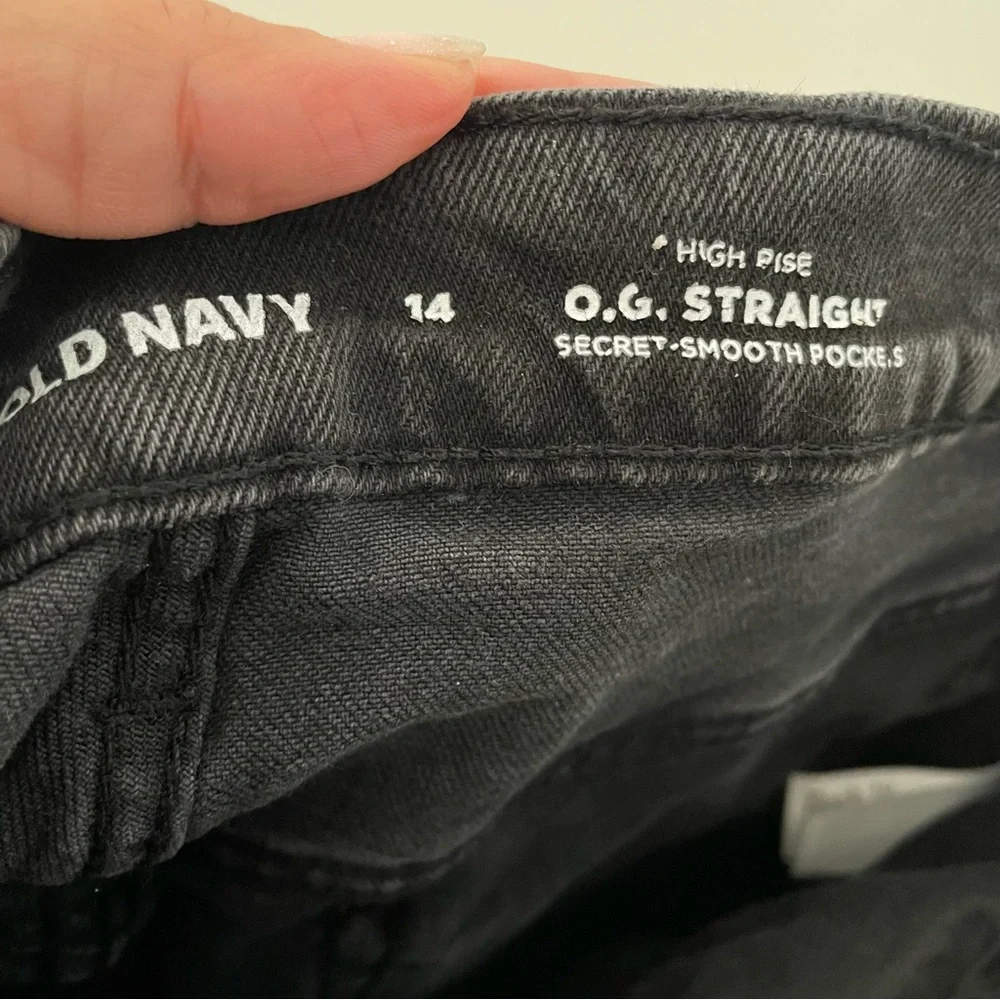 OLD NAVY
14
HIGH RISE
O.G. STRAIGHT
SECRET-SMOOTH POCKETS